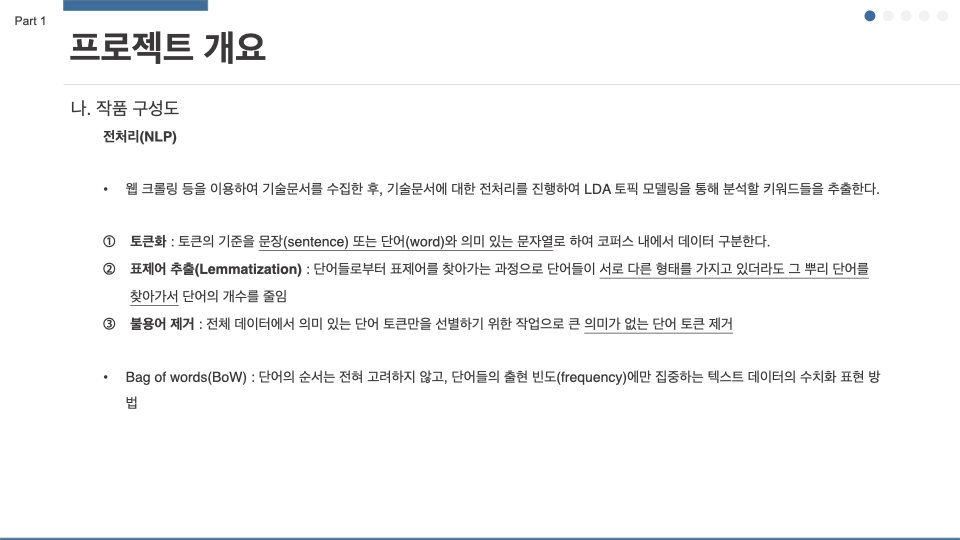 Part 1
프로젝트 개요
나. 작품 구성도
전처리(NLP)
• 웹 크롤링 등을 이용하여 기술문서를 수집한 후, 기술문서에 대한 전처리를 진행하여 LDA 토픽 모델링을 통해 분석할 키워드들을 추출한다.
① 토큰화 : 토큰의 기준을 문장(sentence) 또는 단어(word)와 의미 있는 문자열로 하여 코퍼스 내에서 데이터 구분한다.
② 표제어 추출(Lemmatization) : 단어들로부터 표제어를 찾아가는 과정으로 단어들이 서로 다른 형태를 가지고 있더라도 그 뿌리 단어를
찾아가서 단어의 개수를 줄임
③ 불용어 제거 : 전체 데이터에서 의미 있는 단어 토큰만을 선별하기 위한 작업으로 큰 의미가 없는 단어 토큰 제거
• Bag of words(BoW) : 단어의 순서는 전혀 고려하지 않고, 단어들의 출현 빈도(frequency)에만 집중하는 텍스트 데이터의 수치화 표현 방
법